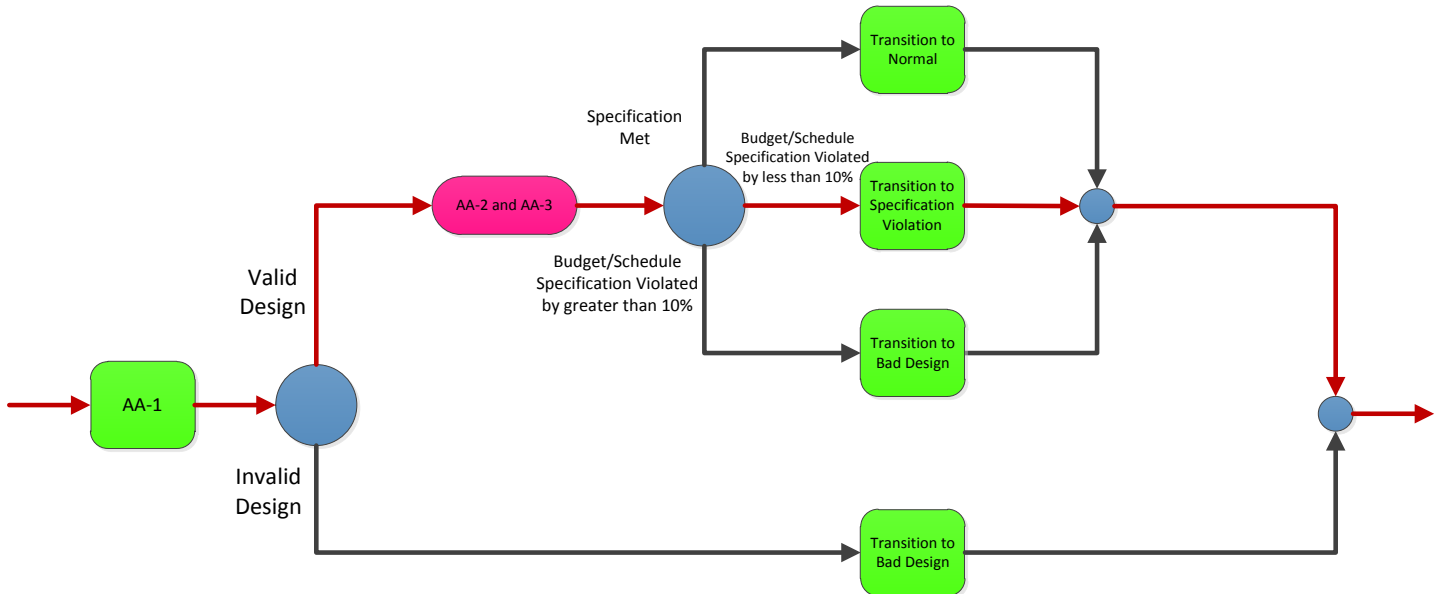 Transition to
Normal
Specification
Met
Budget/Schedule
Specification Violated
by less than 10%
Transition to
Specification
Violation
AA-2 and AA-3
Budget/Schedule
Specification Violated
by greater than 10%
Valid
Design
Transition to
Bad Design
AA-1
Invalid
Design
Transition to
Bad Design